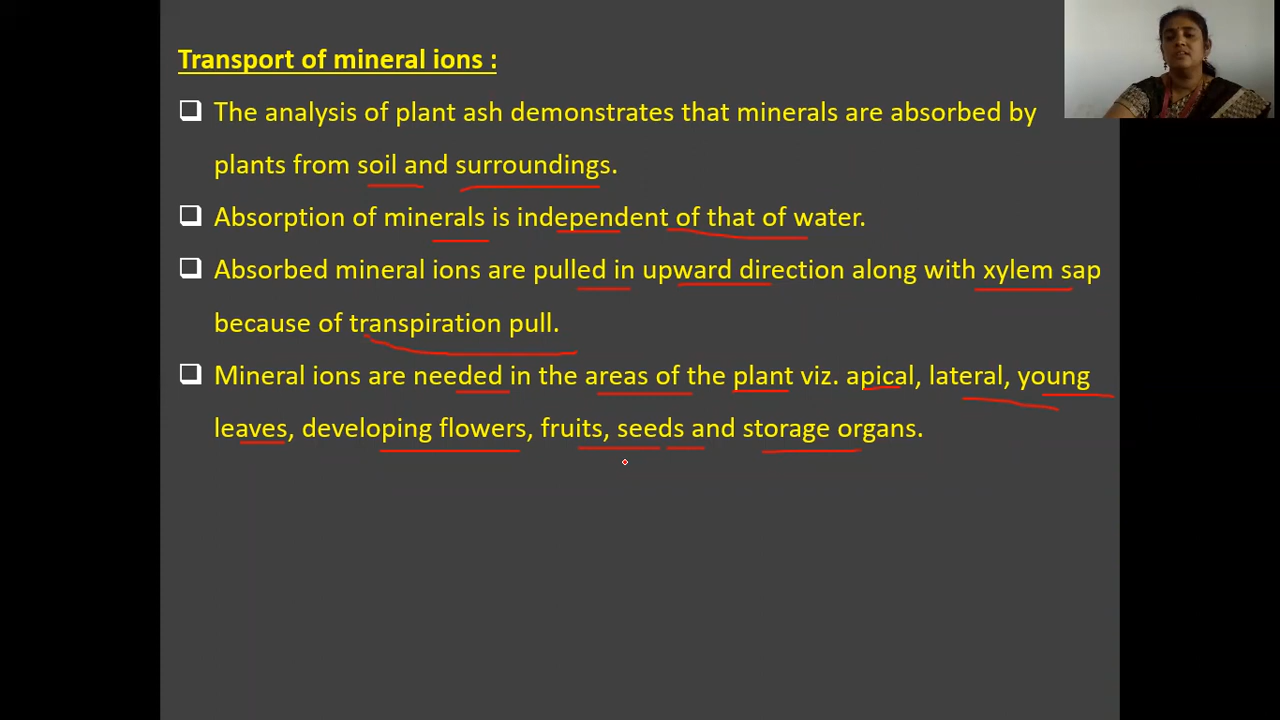 Transport of mineral ions :
The analysis of plant ash demonstrates that minerals are absorbed by
plants from soil and surroundings.
Absorption of minerals is independent of that of water.
Absorbed mineral ions are pulled in upward direction along with xylem sap
because of transpiration pull.
Mineral ions are needed in the areas of the plant viz. apical, lateral, young
leaves, developing flowers, fruits, seeds and storage organs.